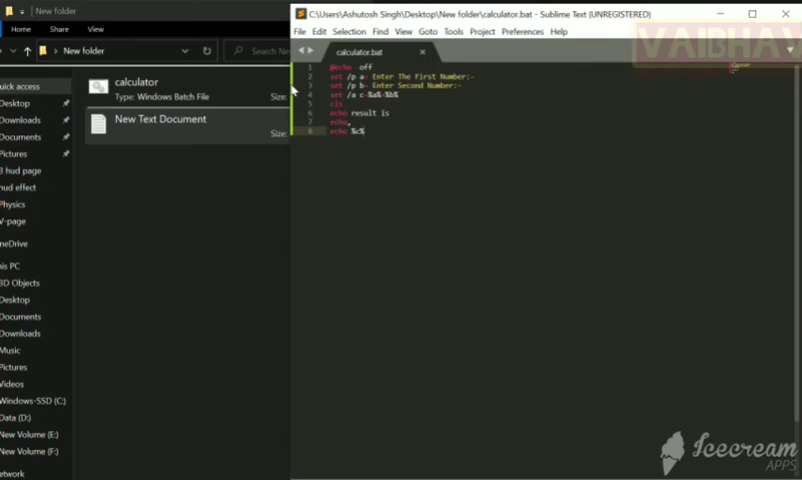 New folder
C:\Users\Ashutosh Singh\Desktop\New folder\calculator.bat - Sublime Text (UNREGISTERED)
Home Share View
File Edit Selection Find View Goto Tools Project Preferences Help
VAIBHAV
New folder
Search New
calculator.bat
uick access
Desktop
Downloads
Documents
Pictures
3 hud page
hud effect
Physics
V-page
neDrive
is PC
3D Objects
Desktop
Documents
Downloads
Music
Pictures
Videos
Windows-SSD (C:)
Data (D:)
New Volume (E:)
New Volume (F:)
etwork
calculator
Type: Windows Batch File
Size:
New Text Document
Size:
1 @echo off
2 set /p a= Enter The First Number:-
3 set /p b= Enter Second Number:-
4 set /a c=%a%+%b%
5 cls
6 echo result is
7 echo,
8 echo %c%
Icecream
APPS